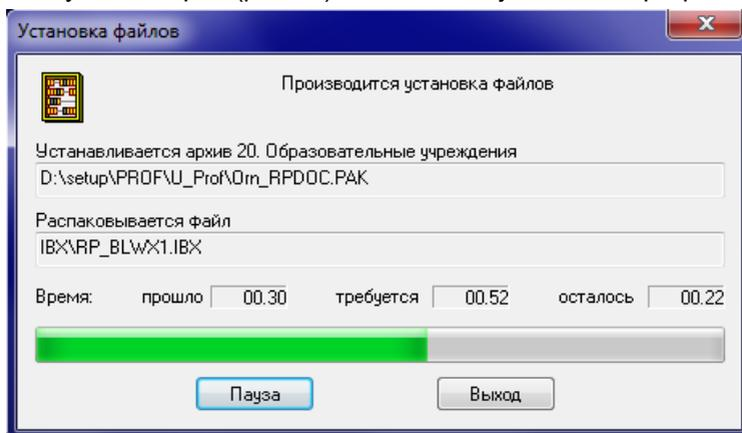 Установка файлов
Производится установка файлов
Устанавливается архив 20. Образовательные учреждения
D:\setup\PROF\U_Prof\Orn_RPDOC.PAK
Распаковывается файл
IBX\RP_BLWX1.IBX
Время: прошло 00.30 требуется 00.52 осталось 00.22
Пауза Выход